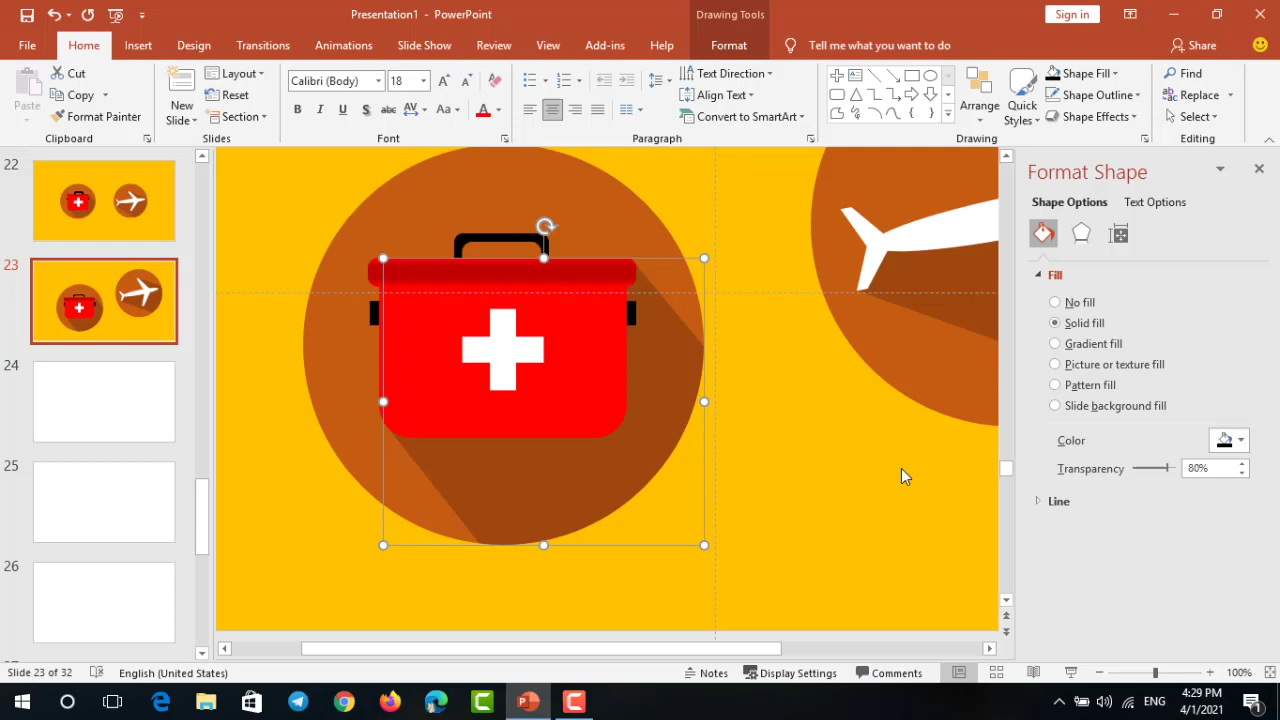 Presentation1 - PowerPoint
Drawing Tools
Sign in
File
Home
Insert
Design
Transitions
Animations
Slide Show
Review
View
Add-ins
Help
Format
Tell me what you want to do
Share
Paste
Cut
Copy
Format Painter
Clipboard
New
Slide
Layout
Reset
Section
Slides
Calibri (Body)
18
B I U S abc AV Aa A
Font
Text Direction
Align Text
Convert to SmartArt
Paragraph
Arrange
Quick
Styles
Shape Fill
Shape Outline
Shape Effects
Drawing
Find
Replace
Select
Editing
22
23
24
25
26
Format Shape
Shape Options
Text Options
Fill
No fill
Solid fill
Gradient fill
Picture or texture fill
Pattern fill
Slide background fill
Color
Transparency
80%
Line
Slide 23 of 32
English (United States)
Notes
Display Settings
Comments
100%
ENG
4:29 PM
4/1/2021